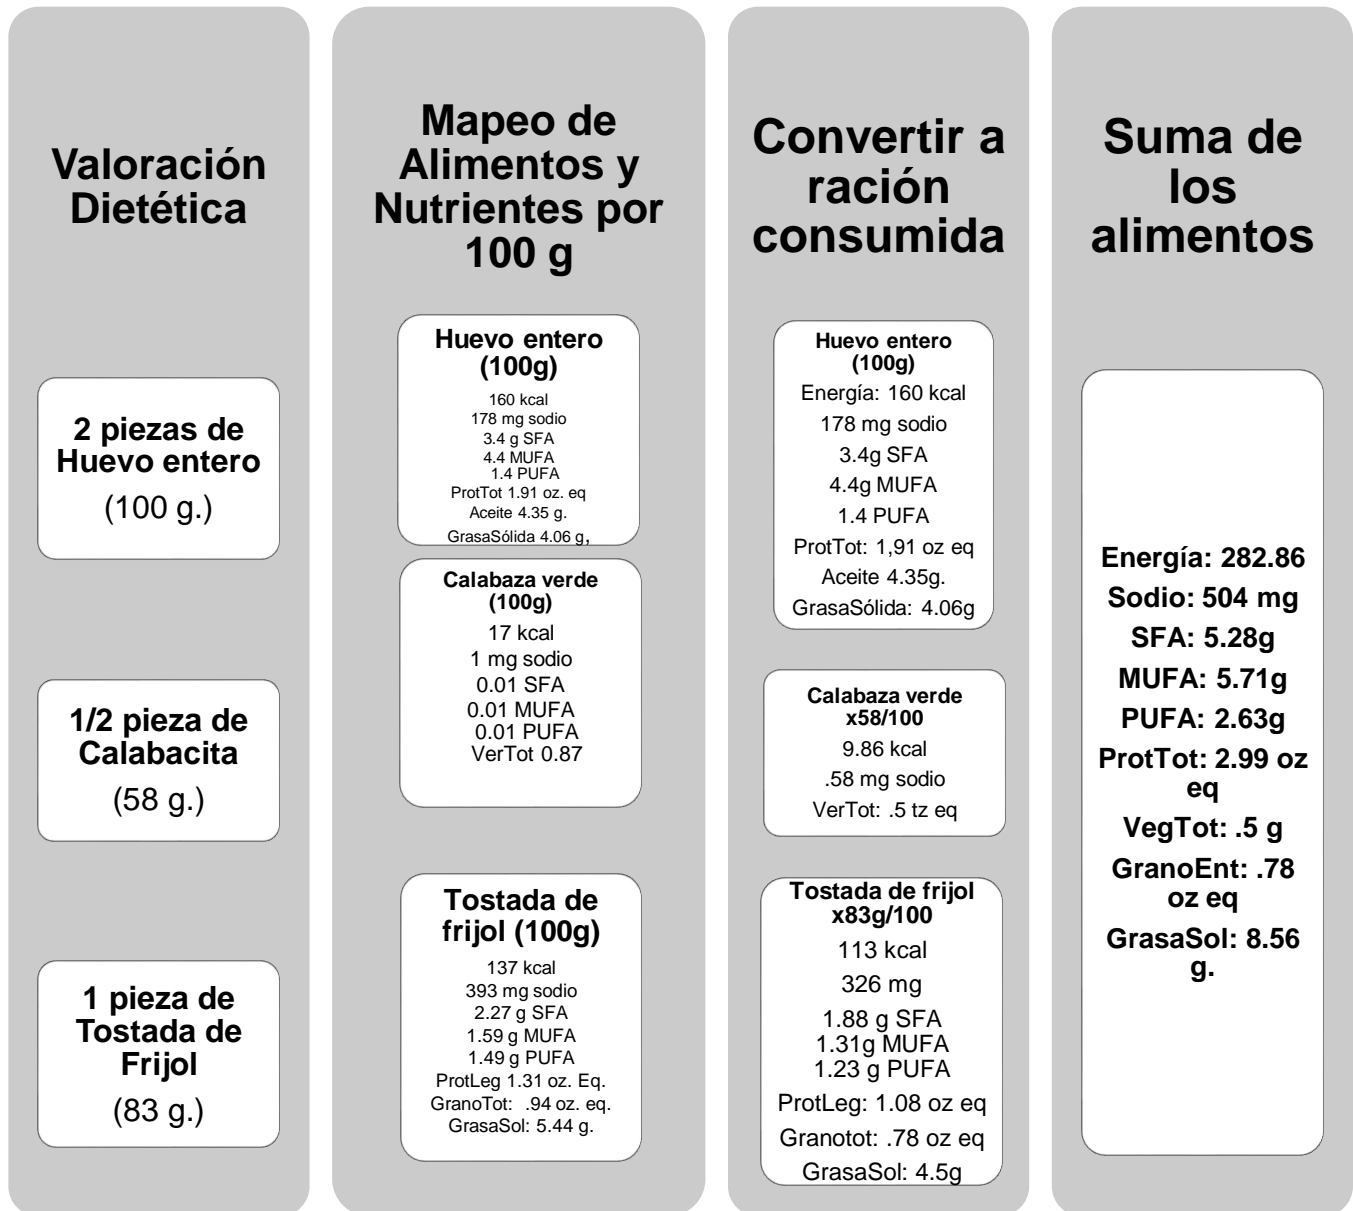 Valoración
Dietética
2 piezas de
Huevo entero
(100 g.)
1/2 pieza de
Calabacita
(58 g.)
1 pieza de
Tostada de
Frijol
(83 g.)
Mapeo de
Alimentos y
Nutrientes por
100 g
Huevo entero
(100g)
160 kcal
178 mg sodio
3.4 g SFA
4.4 MUFA
1.4 PUFA
ProtTot 1.91 oz. eq
Aceite 4.35 g.
GrasaSólida 4.06 g,
Calabaza verde
(100g)
17 kcal
1 mg sodio
0.01 SFA
0.01 MUFA
0.01 PUFA
VerTot 0.87
Tostada de
frijol (100g)
137 kcal
393 mg sodio
2.27 g SFA
1.59 g MUFA
1.49 g PUFA
ProtLeg 1.31 oz. Eq.
GranoTot: .94 oz. eq.
GrasaSol: 5.44 g.
Convertir a
ración
consumida
Huevo entero
(100g)
Energía: 160 kcal
178 mg sodio
3.4g SFA
4.4g MUFA
1.4 PUFA
ProtTot: 1,91 oz eq
Aceite 4.35g.
GrasaSólida: 4.06g
Calabaza verde
x58/100
9.86 kcal
.58 mg sodio
VerTot: .5 tz eq
Tostada de frijol
x83g/100
113 kcal
326 mg
1.88 g SFA
1.31g MUFA
1.23 g PUFA
ProtLeg: 1.08 oz eq
Granotot: .78 oz eq
GrasaSol: 4.5g
Suma de
los
alimentos
Energía: 282.86
Sodio: 504 mg
SFA: 5.28g
MUFA: 5.71g
PUFA: 2.63g
ProtTot: 2.99 oz
eq
VegTot: .5 g
GranoEnt: .78
oz eq
GrasaSol: 8.56
g.